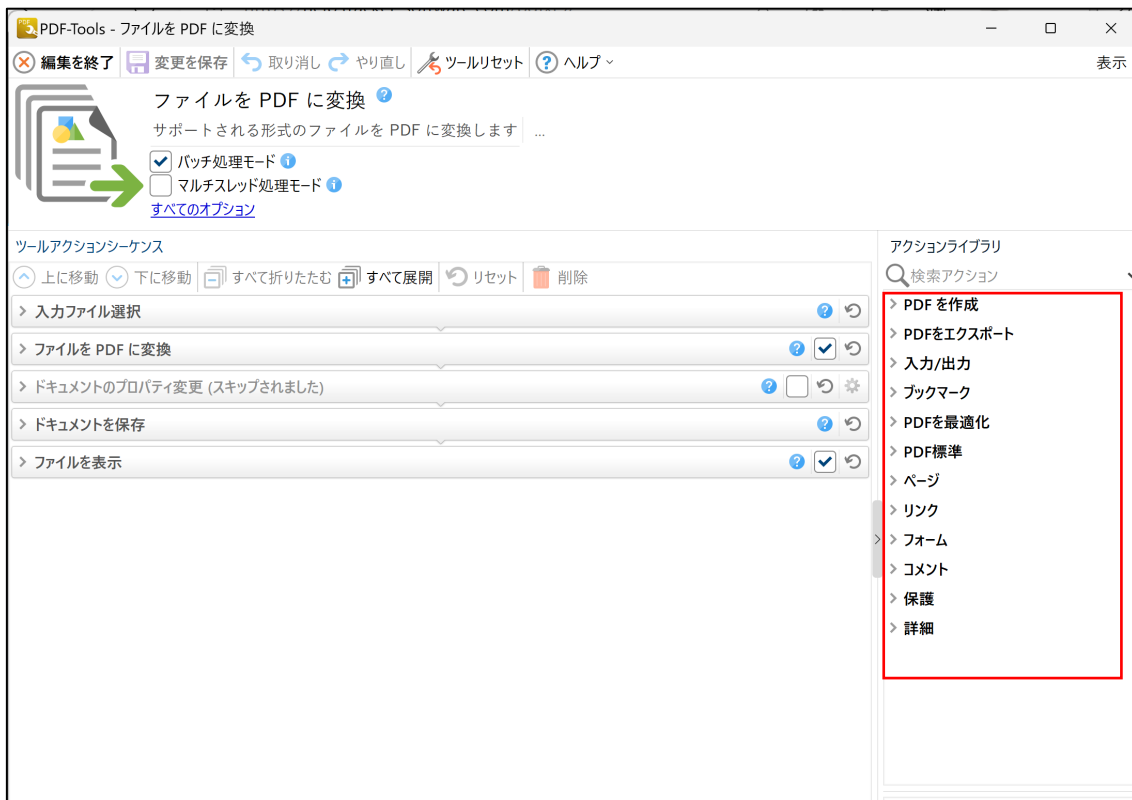 PDF-Tools - ファイルを PDF に変換
編集を終了 変更を保存 取り消し やり直し ツールリセット ヘルプ 表示
ファイルを PDF に変換
サポートされる形式のファイルを PDF に変換します ...
バッチ処理モード
マルチスレッド処理モード
すべてのオプション
ツールアクションシーケンス
上に移動 下に移動 すべて折りたたむ すべて展開 リセット 削除
入力ファイル選択
ファイルを PDF に変換
ドキュメントのプロパティ変更 (スキップされました)
ドキュメントを保存
ファイルを表示
アクションライブラリ
検索アクション
PDF を作成
PDFをエクスポート
入力/出力
ブックマーク
PDFを最適化
PDF標準
ページ
リンク
フォーム
コメント
保護
詳細